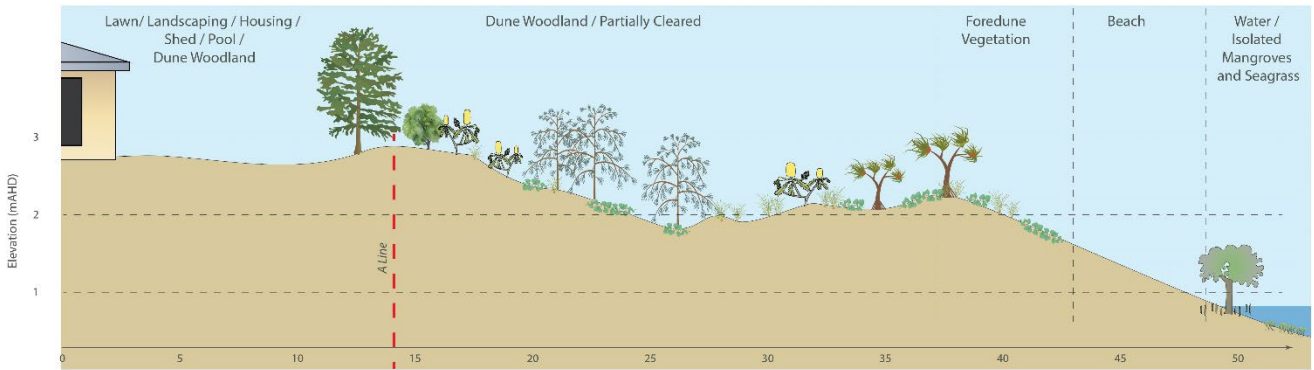 Lawn/ Landscaping / Housing /
Shed / Pool /
Dune Woodland
Dune Woodland / Partially Cleared
Foredune
Vegetation
Beach
Water /
Isolated
Mangroves
and Seagrass
Elevation (mAHD)
3
2
1
A Line
0
5
10
15
20
25
30
35
40
45
50